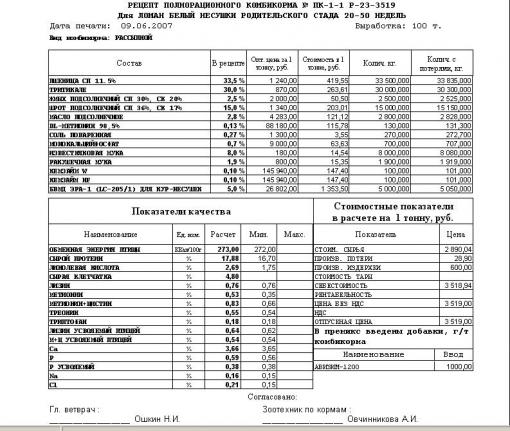 РЕЦЕПТ ПОЛНОРАЦИОННОГО КОМБИКОРМА № ПК-1-1 Р-23-3519
Для ЛОМАН БЕЛЫЙ НЕСУШКИ РОДИТЕЛЬСКОГО СТАДА 20-50 НЕДЕЛЬ
Дата печати: 09.06.2007 Выработка: 100 т.
Вид комбикорма: РАССЫПНОЙ
Состав В рецепте Опт. цена за 1 тонну, руб. Стоимость в 1 тонне, руб. Колич. кг. Колич. с потерями, кг.
ПШЕНИЦА СП 11.5% 33,5 % 1 240,00 419,55 33 500,000 33 835,000
ТРИТИКАЛЕ 30,0 % 870,00 263,61 30 000,000 30 300,000
ЖМЫХ ПОДСОЛНЕЧНЫЙ СП 30%, СК 20% 2,5 % 2 000,00 50,50 2 500,000 2 525,000
ШРОТ ПОДСОЛНЕЧНЫЙ СП 36%, СК 17% 15,0 % 1 340,00 203,01 15 000,000 15 150,000
МАСЛО ПОДСОЛНЕЧНОЕ 2,8 % 4 283,00 121,12 2 800,000 2 828,000
DL-МЕТИОНИН 98,5% 0,13 % 88 180,00 115,78 130,000 131,300
СОЛЬ ПОВАРЕННАЯ 0,27 % 1 300,00 3,55 270,000 272,700
МОНОКАЛЬЦИЙФОСФАТ 0,7 % 9 000,00 63,63 700,000 707,000
ИЗВЕСТНЯКОВАЯ МУКА 8,0 % 180,00 14,54 8 000,000 8 080,000
РАКУШЕЧНАЯ МУКА 1,9 % 800,00 15,35 1 900,000 1 919,000
КЕМЗАЙМ W 0,10 % 145 940,00 147,40 100,000 101,000
КЕМЗАЙМ HF 0,10 % 145 940,00 147,40 100,000 101,000
БВМД ЭРА-1 (LC-205/1) ДЛЯ КУР-НЕСУШЕК 5,0 % 26 802,00 1 353,50 5 000,000 5 050,000
Показатели качества
Наименование Ед. изм. Расчет Мин. Макс.
ОБМЕННАЯ ЭНЕРГИЯ ПТИЦЫ ККал/100г 273,00 272,00
СЫРОЙ ПРОТЕИН % 17,88 16,70
ЛИНОЛЕВАЯ КИСЛОТА % 2,69 1,75
СЫРАЯ КЛЕТЧАТКА % 4,80
ЛИЗИН % 0,76 0,76
МЕТИОНИН % 0,53 0,35
МЕТИОНИН+ЦИСТИН % 0,83 0,66
ТРЕОНИН % 0,55 0,54
ТРИПТОФАН % 0,18 0,18
ЛИЗИН УСВОЯЕМЫЙ ПТИЦЕЙ % 0,64 0,62
М+Ц УСВОЯЕМЫЙ ПТИЦЕЙ % 0,54 0,54
Ca % 3,66 3,65
P % 0,59 0,56
P УСВОЯЕМЫЙ % 0,38 0,38
Na % 0,16 0,15
Cl % 0,21 0,15
Стоимостные показатели
в расчете на 1 тонну, руб.
Показатель Цена
СТОИМ. СЫРЬЯ 2 890,04
ПРОИЗВ. ПОТЕРИ 28,90
ПРОИЗВ. ИЗДЕРЖКИ 600,00
СТОИМОСТЬ ТАРЫ
СЕБЕСТОИМОСТЬ 3 518,94
РЕНТАБЕЛЬНОСТЬ
ЦЕНА БЕЗ НДС 3 519,00
НДС
ОТПУСКНАЯ ЦЕНА 3 519,00
В премикс введены добавки, г/т
комбикорма
Наименование Ввод
АВИЗИМ-1200 1000,00
Согласовано:
Гл. ветврач : Зоотехник по кормам :
Ошкин Н.И. Овчинникова А.И.